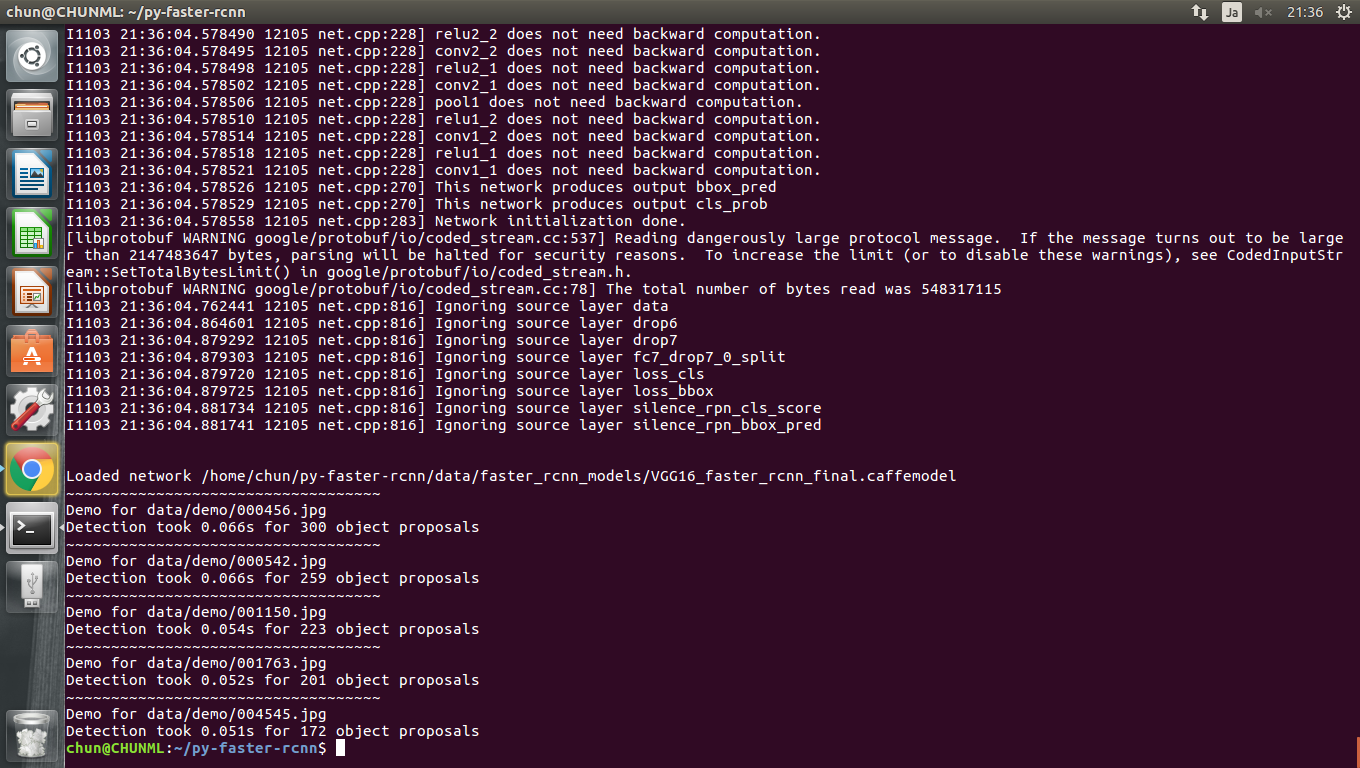 chun@CHUNML: ~/py-faster-rcnn
Ja
21:36
I1103 21:36:04.578490 12105 net.cpp:228] relu2_2 does not need backward computation.
I1103 21:36:04.578495 12105 net.cpp:228] conv2_2 does not need backward computation.
I1103 21:36:04.578498 12105 net.cpp:228] relu2_1 does not need backward computation.
I1103 21:36:04.578502 12105 net.cpp:228] conv2_1 does not need backward computation.
I1103 21:36:04.578506 12105 net.cpp:228] pool1 does not need backward computation.
I1103 21:36:04.578510 12105 net.cpp:228] relu1_2 does not need backward computation.
I1103 21:36:04.578514 12105 net.cpp:228] conv1_2 does not need backward computation.
I1103 21:36:04.578518 12105 net.cpp:228] relu1_1 does not need backward computation.
I1103 21:36:04.578521 12105 net.cpp:228] conv1_1 does not need backward computation.
I1103 21:36:04.578526 12105 net.cpp:270] This network produces output bbox_pred
I1103 21:36:04.578529 12105 net.cpp:270] This network produces output cls_prob
I1103 21:36:04.578558 12105 net.cpp:283] Network initialization done.
[libprotobuf WARNING google/protobuf/io/coded_stream.cc:537] Reading dangerously large protocol message.  If the message turns out to be large
r than 2147483647 bytes, parsing will be halted for security reasons.  To increase the limit (or to disable these warnings), see CodedInputStr
eam::SetTotalBytesLimit() in google/protobuf/io/coded_stream.h.
[libprotobuf WARNING google/protobuf/io/coded_stream.cc:78] The total number of bytes read was 548317115
I1103 21:36:04.762441 12105 net.cpp:816] Ignoring source layer data
I1103 21:36:04.864601 12105 net.cpp:816] Ignoring source layer drop6
I1103 21:36:04.879292 12105 net.cpp:816] Ignoring source layer drop7
I1103 21:36:04.879303 12105 net.cpp:816] Ignoring source layer fc7_drop7_0_split
I1103 21:36:04.879720 12105 net.cpp:816] Ignoring source layer loss_cls
I1103 21:36:04.879725 12105 net.cpp:816] Ignoring source layer loss_bbox
I1103 21:36:04.881734 12105 net.cpp:816] Ignoring source layer silence_rpn_cls_score
I1103 21:36:04.881741 12105 net.cpp:816] Ignoring source layer silence_rpn_bbox_pred
Loaded network /home/chun/py-faster-rcnn/data/faster_rcnn_models/VGG16_faster_rcnn_final.caffemodel
~~~~~~~~~~~~~~~~~~~~~~~~~~~~~~~~~~~
Demo for data/demo/000456.jpg
Detection took 0.066s for 300 object proposals
~~~~~~~~~~~~~~~~~~~~~~~~~~~~~~~~~~~
Demo for data/demo/000542.jpg
Detection took 0.066s for 259 object proposals
~~~~~~~~~~~~~~~~~~~~~~~~~~~~~~~~~~~
Demo for data/demo/001150.jpg
Detection took 0.054s for 223 object proposals
~~~~~~~~~~~~~~~~~~~~~~~~~~~~~~~~~~~
Demo for data/demo/001763.jpg
Detection took 0.052s for 201 object proposals
~~~~~~~~~~~~~~~~~~~~~~~~~~~~~~~~~~~
Demo for data/demo/004545.jpg
Detection took 0.051s for 172 object proposals
chun@CHUNML:~/py-faster-rcnn$